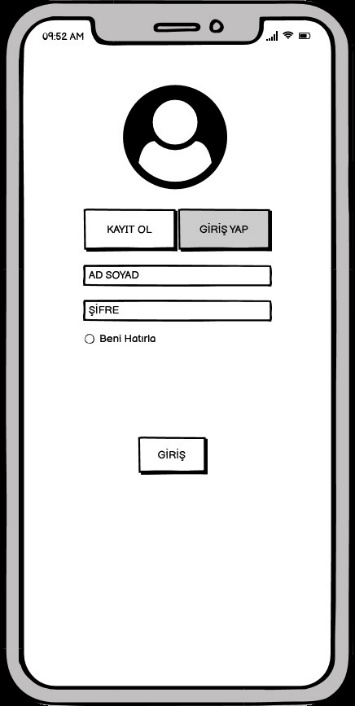 09:52 AM
KAYIT OL
GİRİŞ YAP
AD SOYAD
ŞİFRE
Beni Hatırla
GİRİŞ